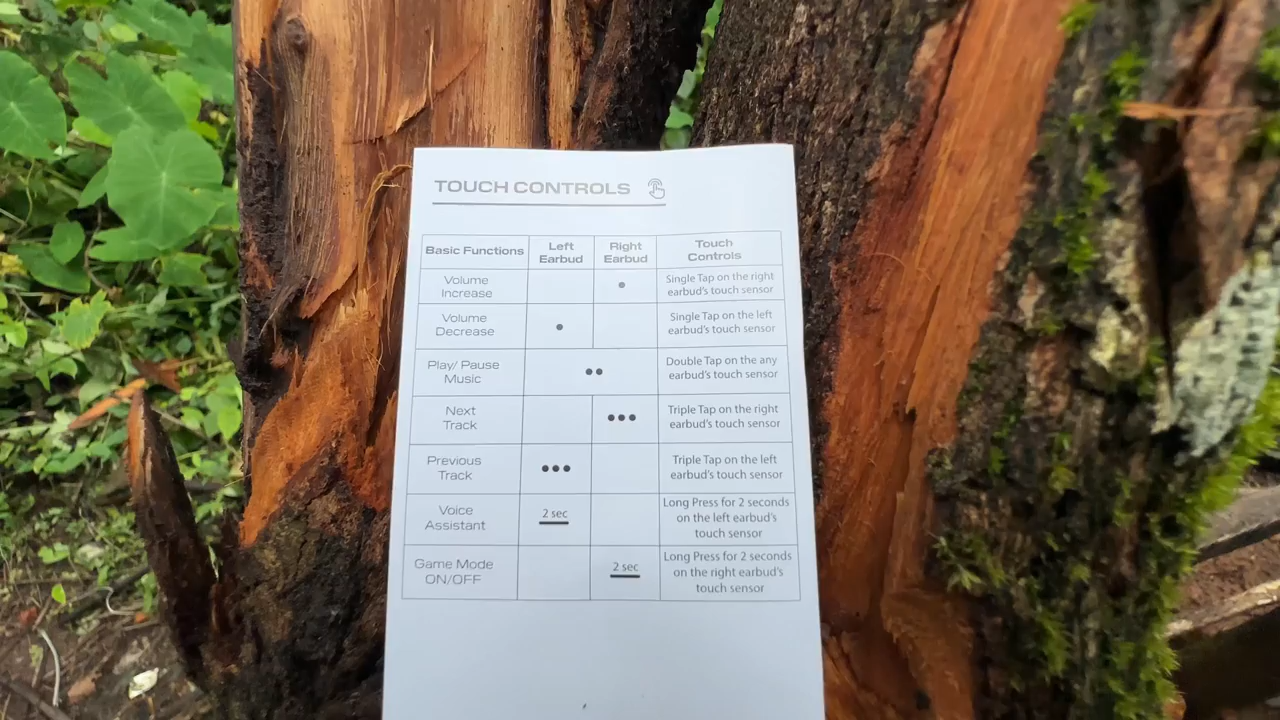 TOUCH CONTROLS
Basic Functions
Left
Earbud
Right
Earbud
Touch
Controls
Volume
Increase
Single Tap on the right
earbud's touch sensor
Volume
Decrease
Single Tap on the left
earbud's touch sensor
Play/ Pause
Music
Double Tap on the any
earbud's touch sensor
Next
Track
Triple Tap on the right
earbud's touch sensor
Previous
Track
Triple Tap on the left
earbud's touch sensor
Voice
Assistant
2 sec
Long Press for 2 seconds
on the left earbud's
touch sensor
Game Mode
ON/OFF
2 sec
Long Press for 2 seconds
on the right earbud's
touch sensor